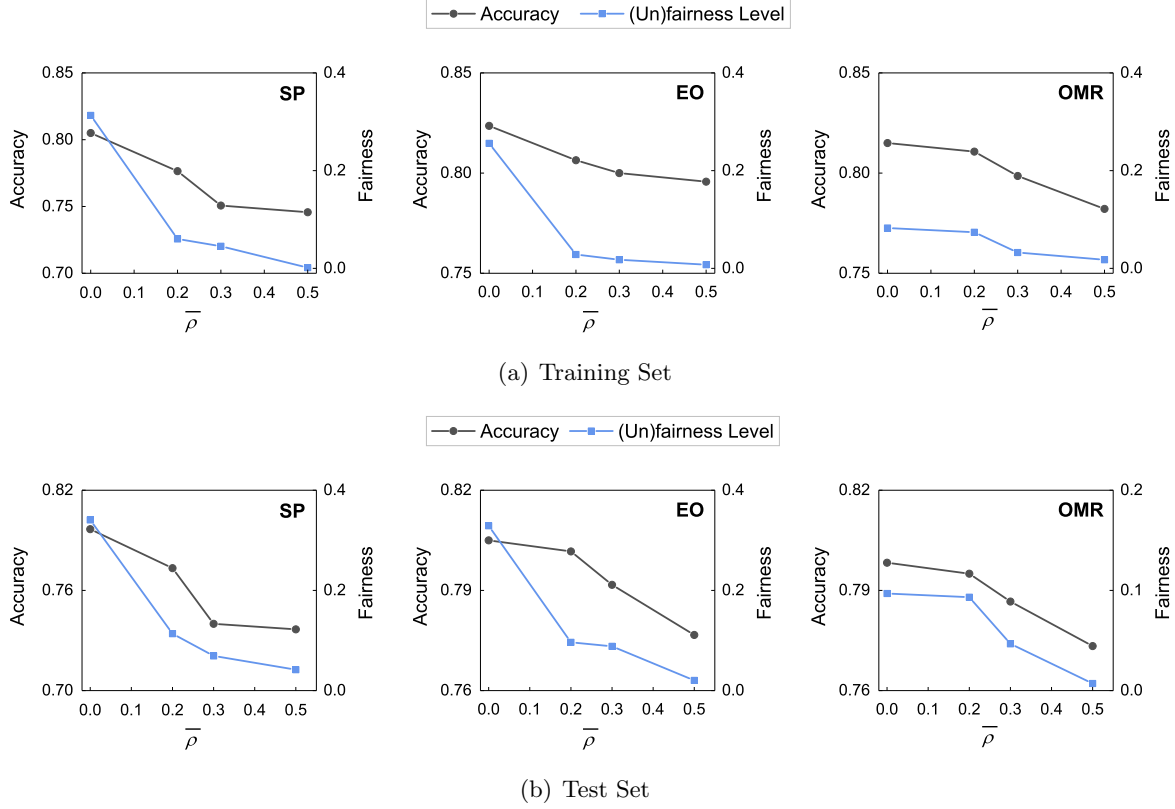 Accuracy (Un)fairness Level
0.85 0.4 0.85 0.4 0.85 0.4
SP EO OMR
0.80
0.2 0.80 0.2 0.80 0.2
0.75
0.70 0.0 0.75 0.0 0.75 0.0
Accuracy Fairness Accuracy Fairness Accuracy Fairness
0.0 0.1 0.2 0.3 0.4 0.5 0.0 0.1 0.2 0.3 0.4 0.5 0.0 0.1 0.2 0.3 0.4 0.5
ρ̅ ρ̅ ρ̅
(a) Training Set
Accuracy (Un)fairness Level
0.82 0.4 0.82 0.4 0.82 0.2
SP EO OMR
0.76 0.2 0.79 0.2 0.79 0.1
Accuracy Fairness Accuracy Fairness Accuracy Fairness
0.70 0.0 0.76 0.0 0.76 0.0
0.0 0.1 0.2 0.3 0.4 0.5 0.0 0.1 0.2 0.3 0.4 0.5 0.0 0.1 0.2 0.3 0.4 0.5
ρ̅ ρ̅ ρ̅
(b) Test Set